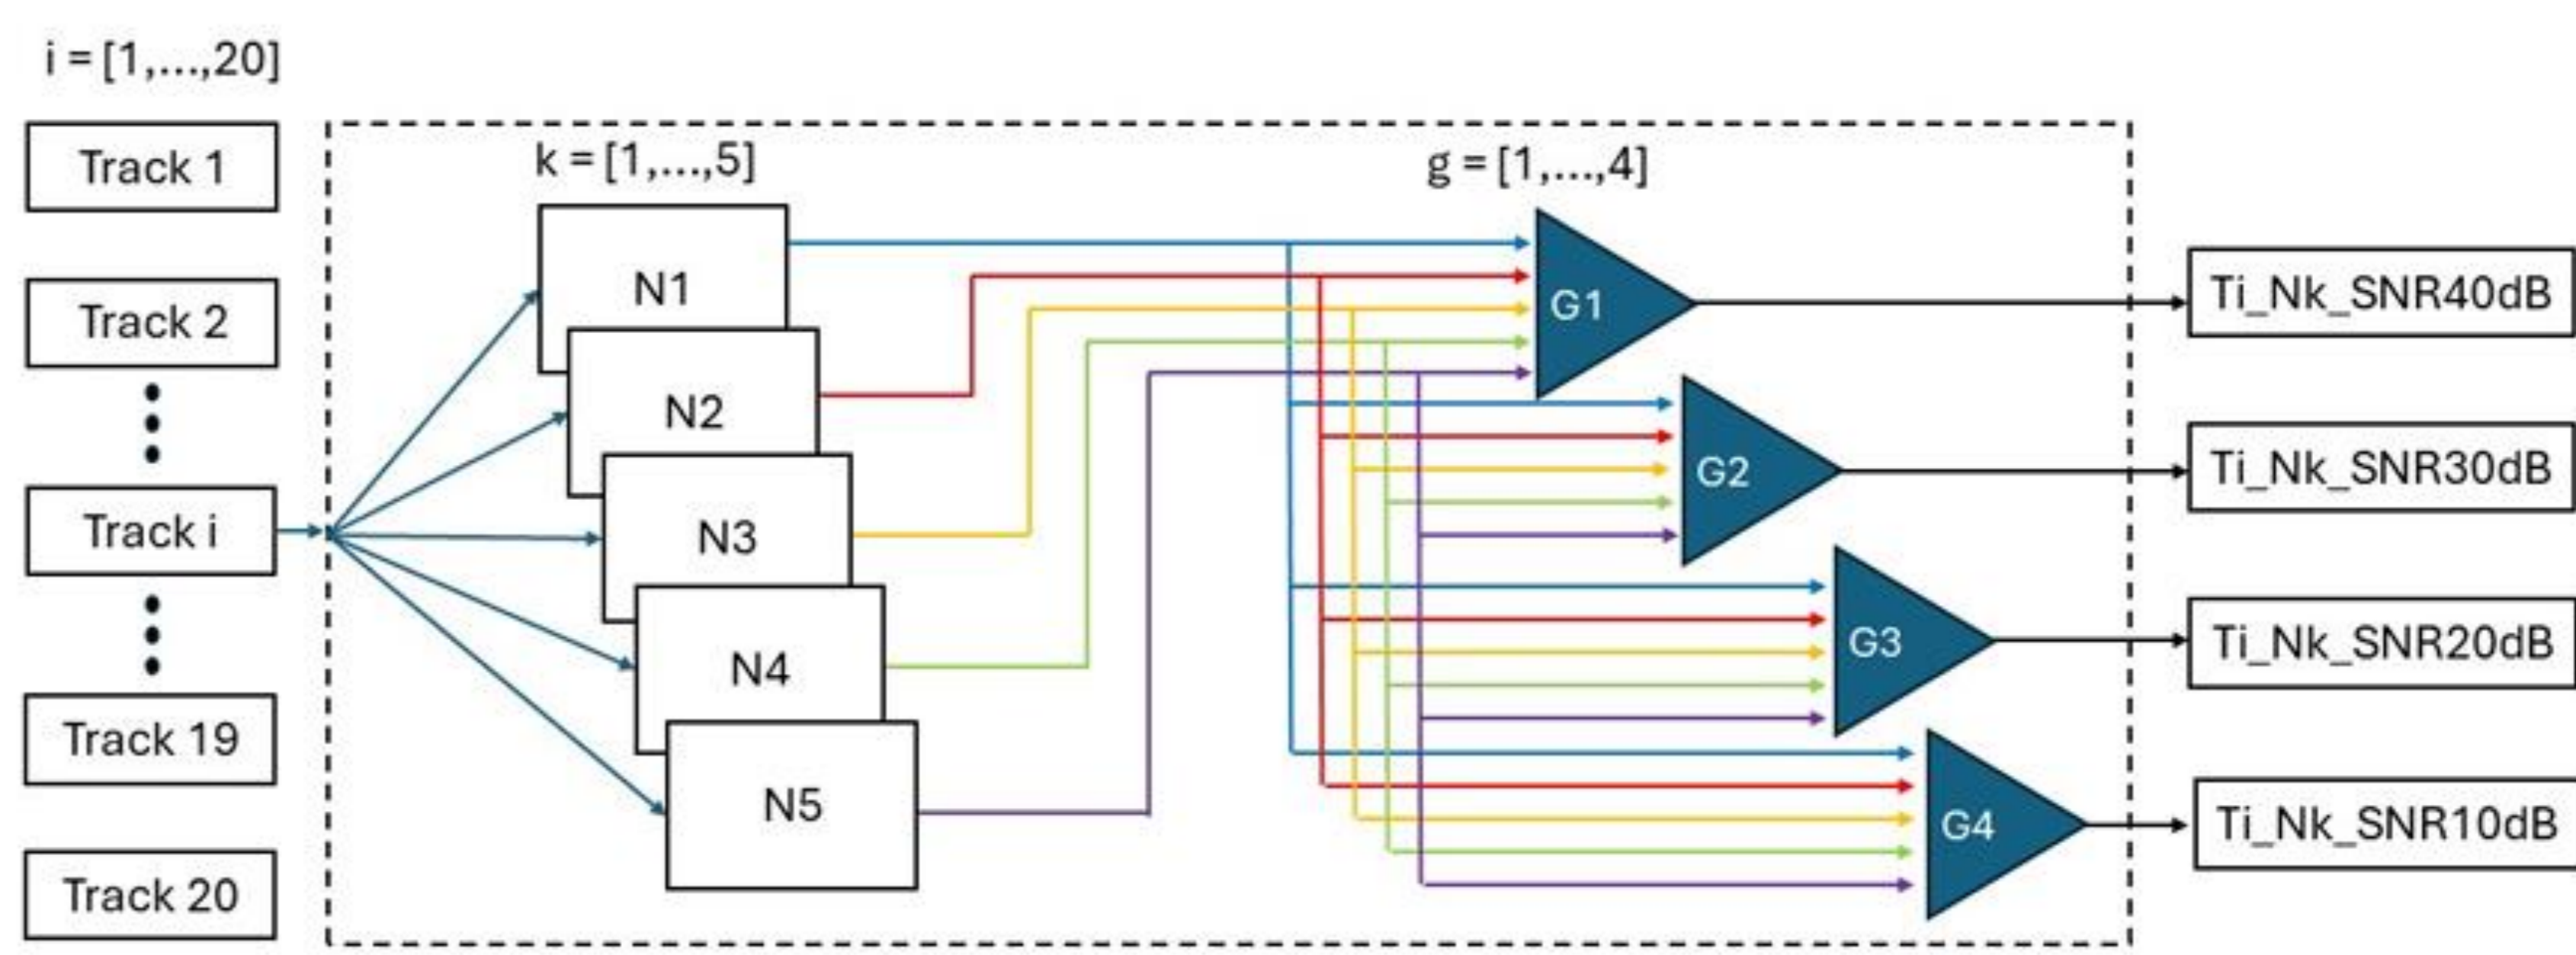 i = [1,...,20]
Track 1
Track 2
Track i
Track 19
Track 20
k = [1,...,5]
N1
N2
N3
N4
N5
g = [1,...,4]
G1
G2
G3
G4
Ti_Nk_SNR40dB
Ti_Nk_SNR30dB
Ti_Nk_SNR20dB
Ti_Nk_SNR10dB